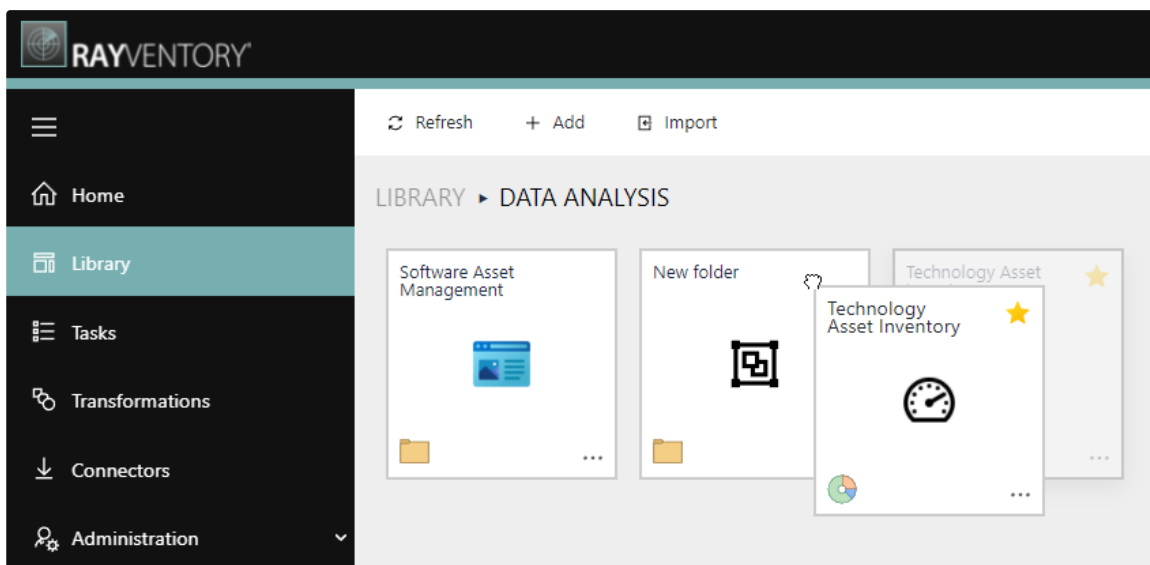 RAYVENTORY
Refresh
Add
Import
Home
Library
Tasks
Transformations
Connectors
Administration
LIBRARY ▸ DATA ANALYSIS
Software Asset
Management
New folder
Technology Asset
Technology
Asset Inventory